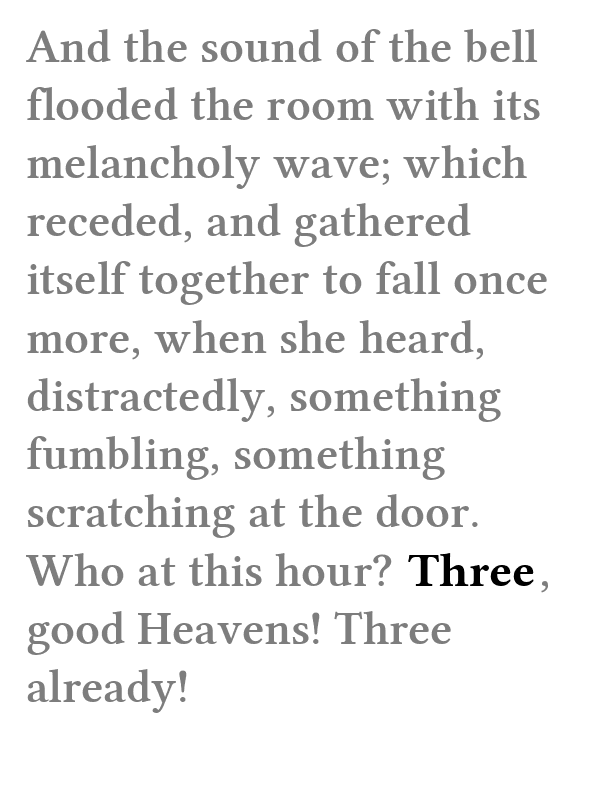 And the sound of the bell
flooded the room with its
melancholy wave; which
receded, and gathered
itself together to fall once
more, when she heard,
distractedly, something
fumbling, something
scratching at the door.
Who at this hour? Three,
good Heavens! Three
already!